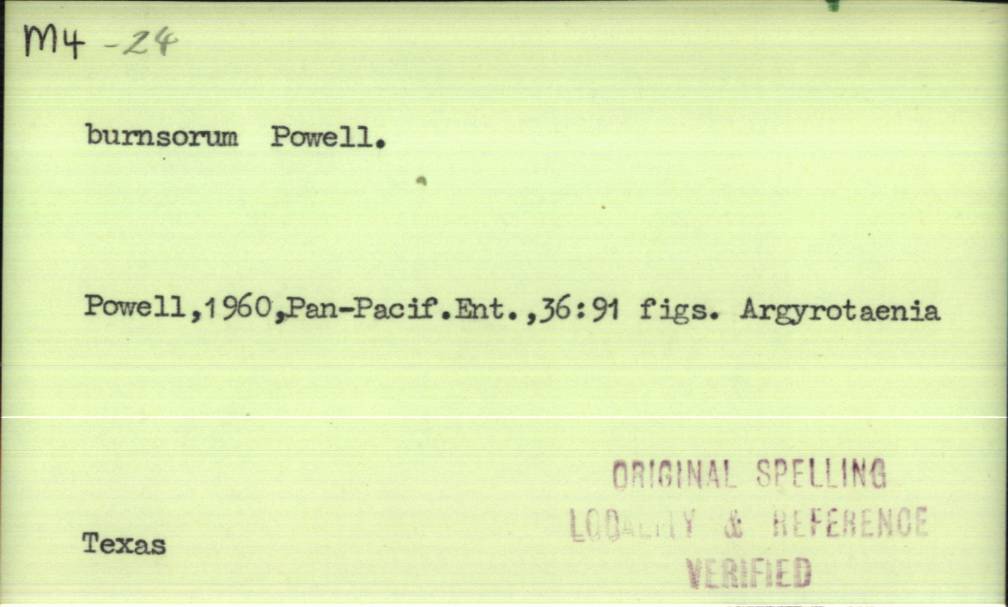 M4 -24
burnsorum Powell.
Powell,1960,Pan-Pacif.Ent.,36:91 figs. Argyrotaenia
ORIGINAL SPELLING
LOCALITY & REFERENCE
Texas
VERIFIED